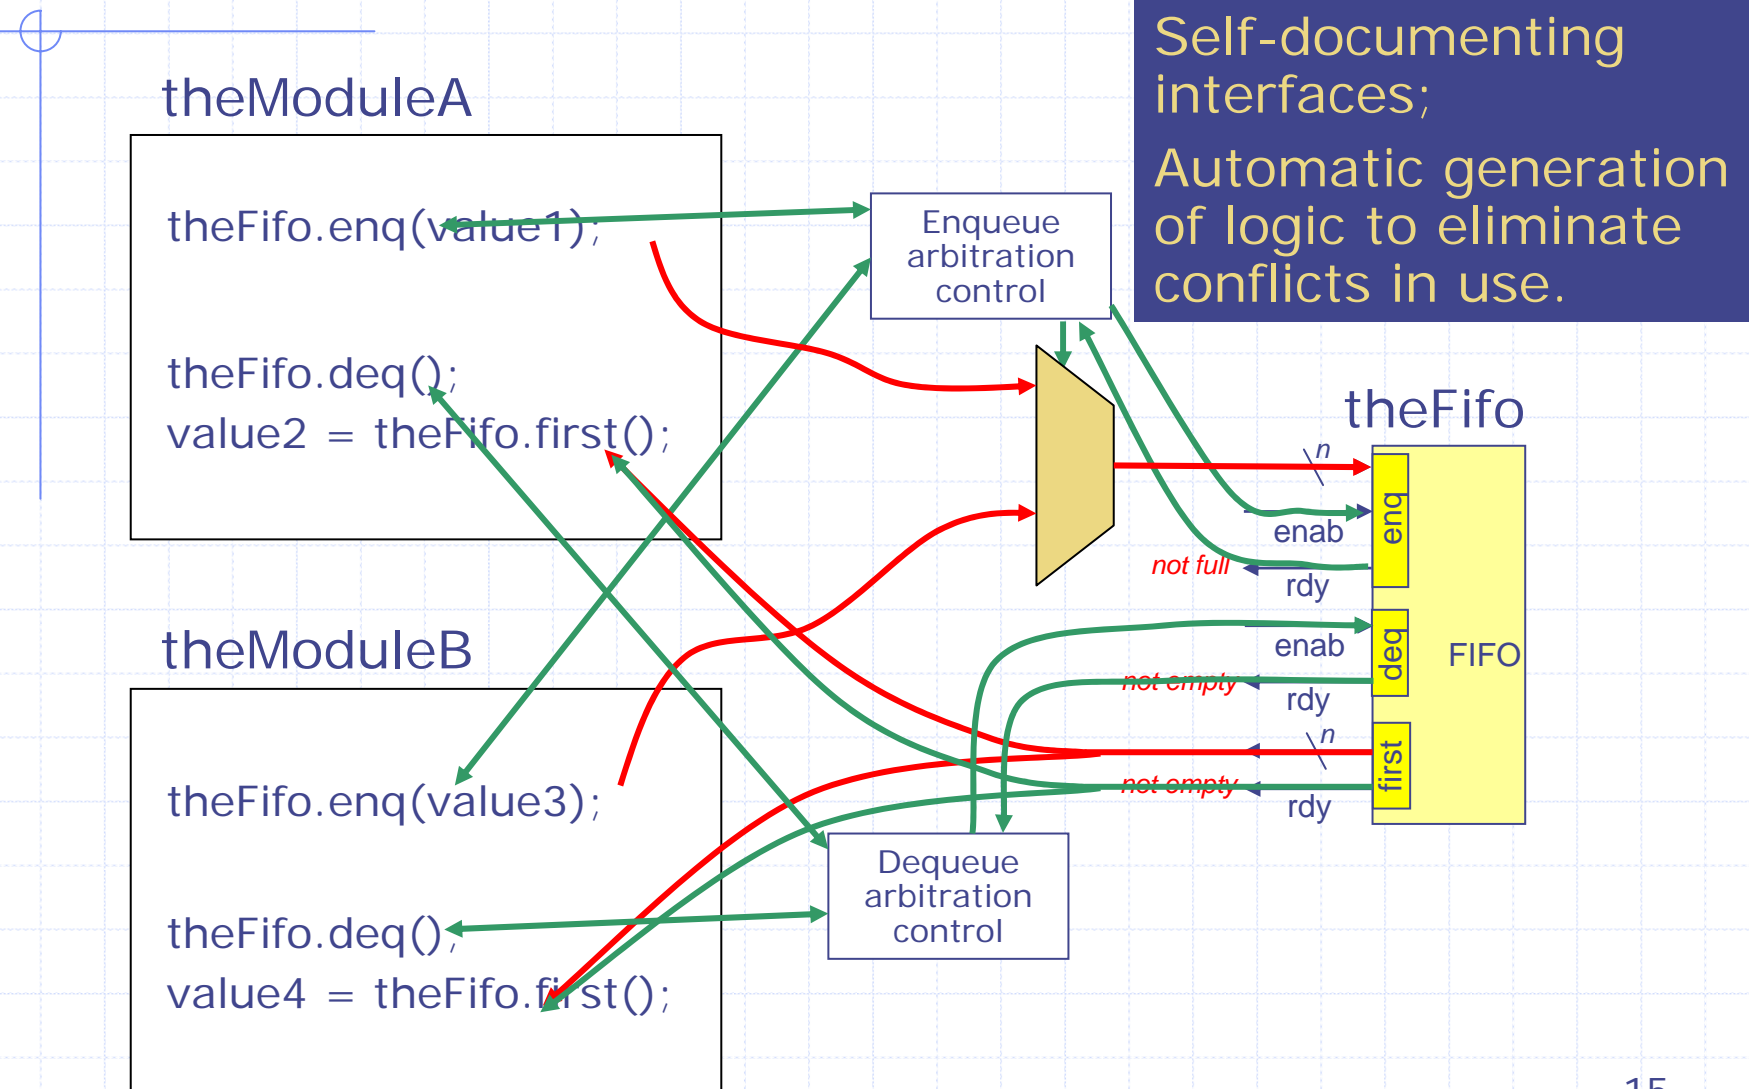 Self-documenting
interfaces;
Automatic generation
of logic to eliminate
conflicts in use.
theModuleA
theFifo.enq(value1);
theFifo.deq();
value2 = theFifo.first();
Enqueue
arbitration
control
theFifo
n
enq
enab
not full
rdy
deq
enab
FIFO
not empty
rdy
n
first
not empty
rdy
theModuleB
theFifo.enq(value3);
theFifo.deq();
value4 = theFifo.first();
Dequeue
arbitration
control
15